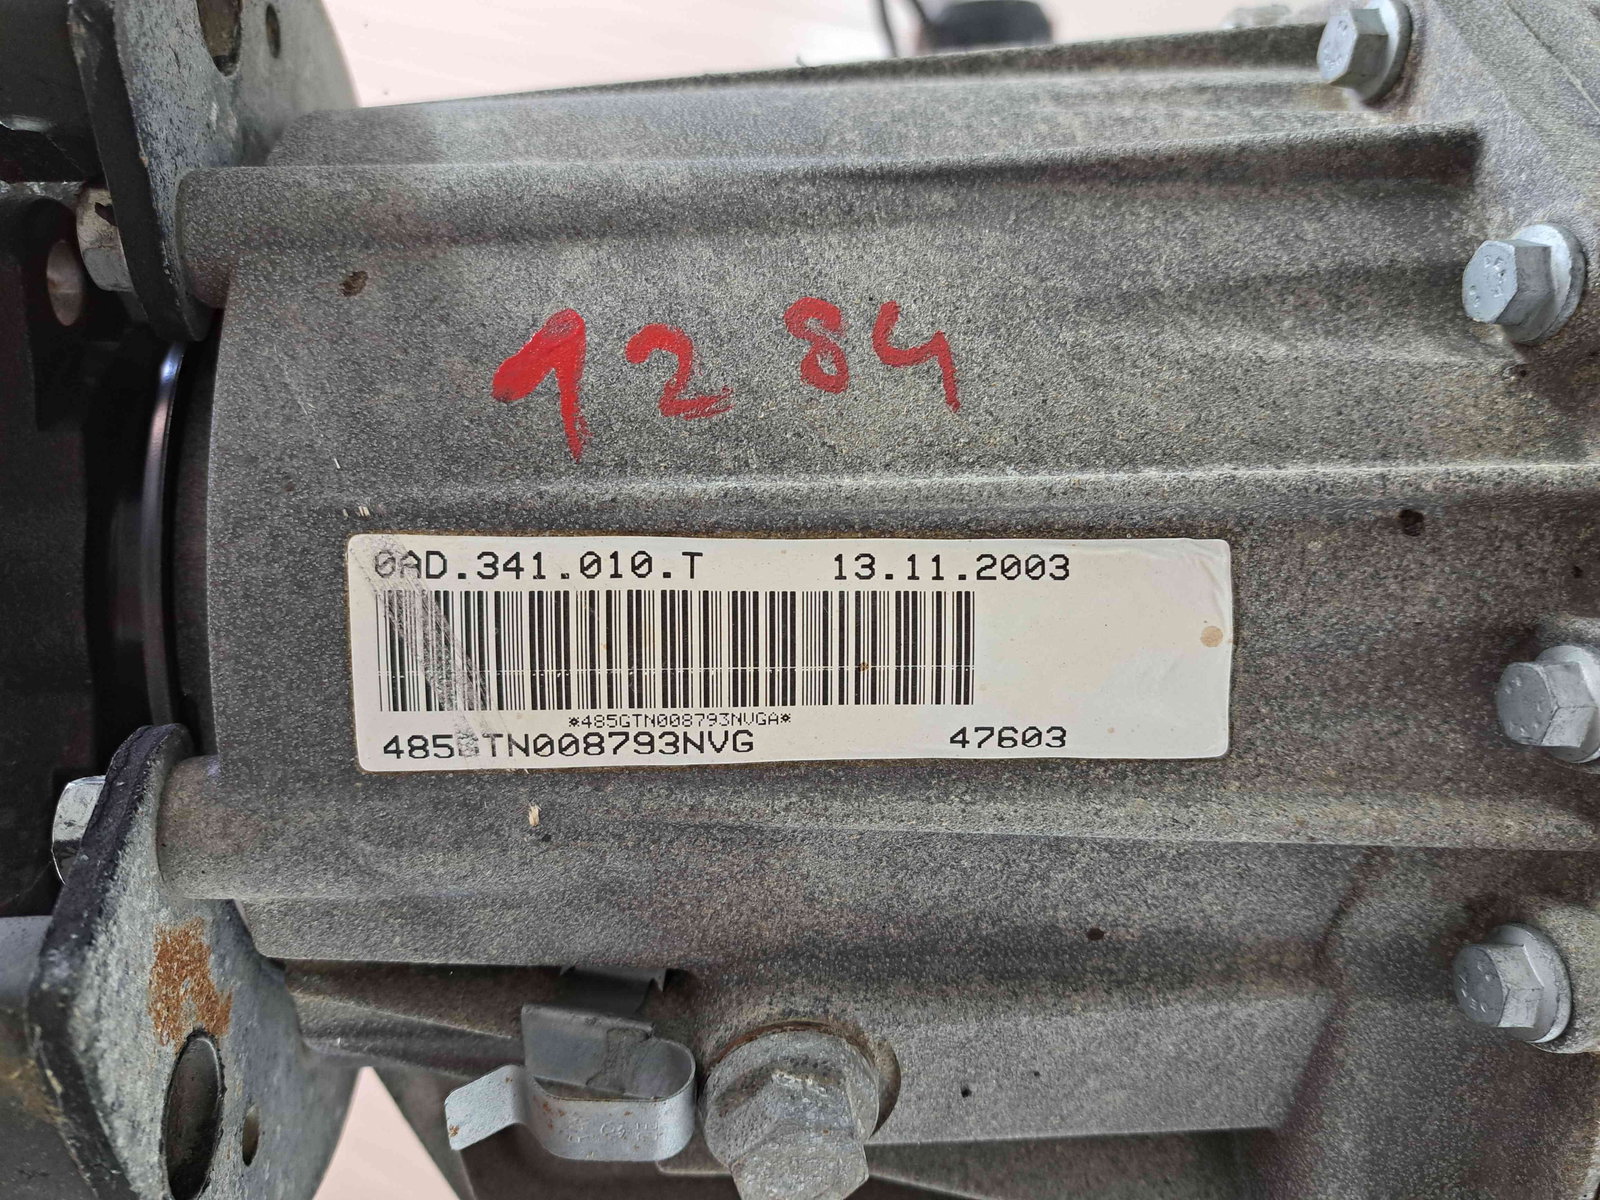 1284
0AD.341.010.T 13.11.2003
*485GTN008793NVGA*
485GTN008793NVG 47603